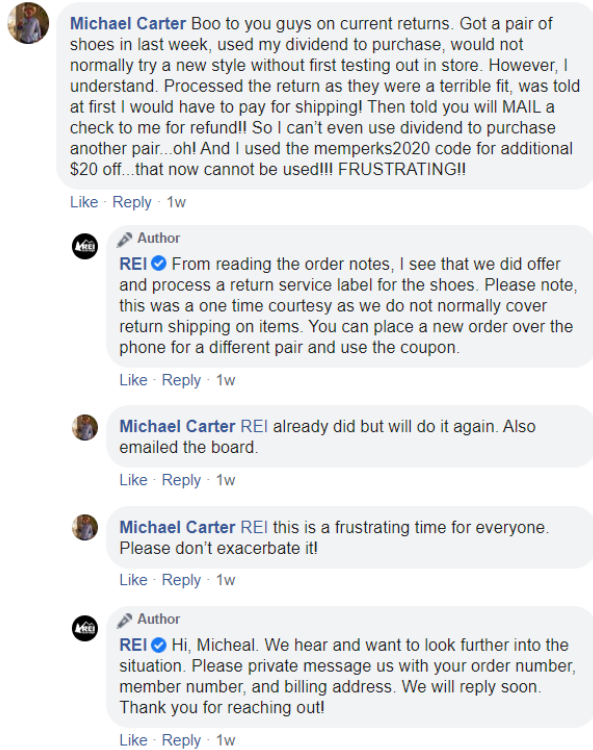 Michael Carter Boo to you guys on current returns. Got a pair of
shoes in last week, used my dividend to purchase, would not
normally try a new style without first testing out in store. However, I
understand. Processed the return as they were a terrible fit, was told
at first I would have to pay for shipping! Then told you will MAIL a
check to me for refund!! So I can't even use dividend to purchase
another pair...oh! And I used the memperks2020 code for additional
$20 off...that now cannot be used!!! FRUSTRATING!!
Like · Reply · 1w
Author
REI From reading the order notes, I see that we did offer
and process a return service label for the shoes. Please note,
this was a one time courtesy as we do not normally cover
return shipping on items. You can place a new order over the
phone for a different pair and use the coupon.
Like · Reply · 1w
Michael Carter REI already did but will do it again. Also
emailed the board.
Like · Reply · 1w
Michael Carter REI this is a frustrating time for everyone.
Please don't exacerbate it!
Like · Reply · 1w
Author
REI Hi, Micheal. We hear and want to look further into the
situation. Please private message us with your order number,
member number, and billing address. We will reply soon.
Thank you for reaching out!
Like · Reply · 1w